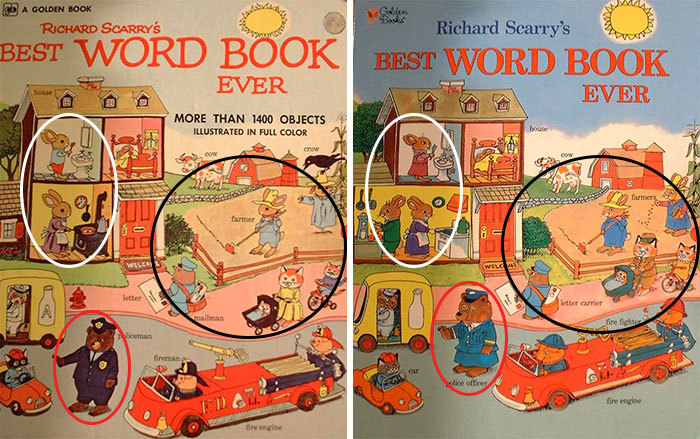 A GOLDEN BOOK
RICHARD SCARRY'S
BEST WORD BOOK
EVER
MORE THAN 1400 OBJECTS
ILLUSTRATED IN FULL COLOR
house
cow
crow
farmer
WELCOME
letter
mailman
A
policeman
fireman
F D
fire engine
Golden
Books
Richard Scarry's
BEST WORD BOOK
EVER
house
cow
farmers
WELCOME
letter carrier
fire fighter
car
police officer
fire engine